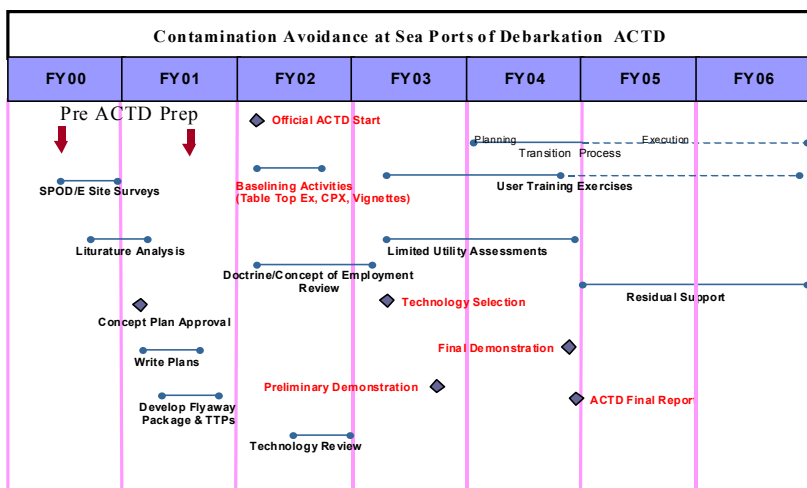 Contamination Avoidance at Sea Ports of Debarkation ACTD
FY00 FY01 FY02 FY03 FY04 FY05 FY06
Pre ACTD Prep
Official ACTD Start
Planning
Execution
Transition Process
SPOD/E Site Surveys
Baselining Activities
(Table Top Ex, CPX, Vignettes)
User Training Exercises
Liturature Analysis
Limited Utility Assessments
Doctrine/Concept of Employment
Review
Technology Selection
Residual Support
Concept Plan Approval
Final Demonstration
Write Plans
Preliminary Demonstration
ACTD Final Report
Develop Flyaway
Package & TTPs
Technology Review